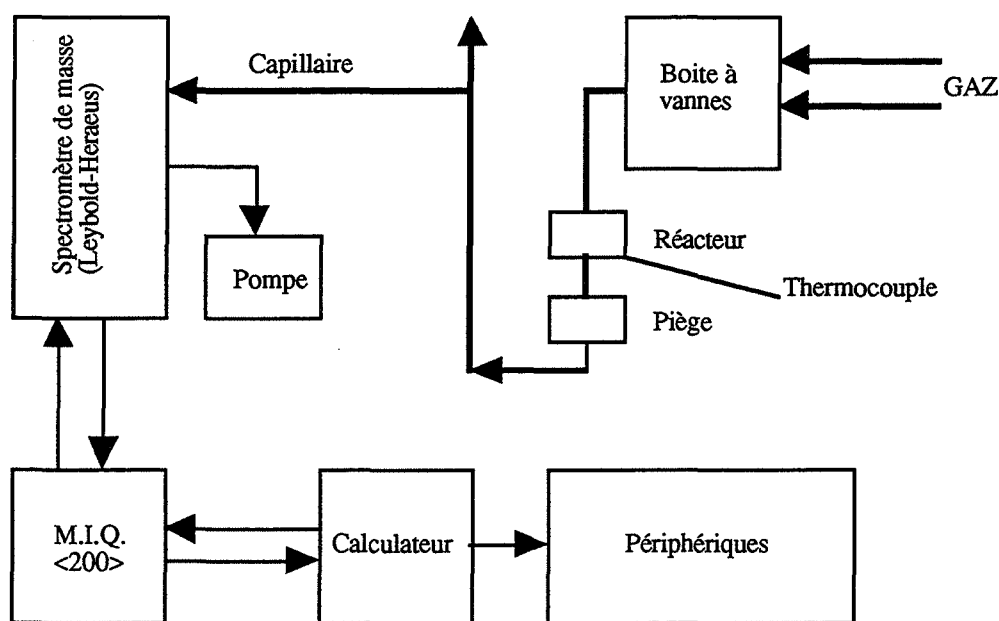 Spectromètre de masse
(Leybold-Heraeus)
Capillaire
Boite à
vannes
GAZ
Réacteur
Thermocouple
Piège
Pompe
M.I.Q.
<200>
Calculateur
Périphériques